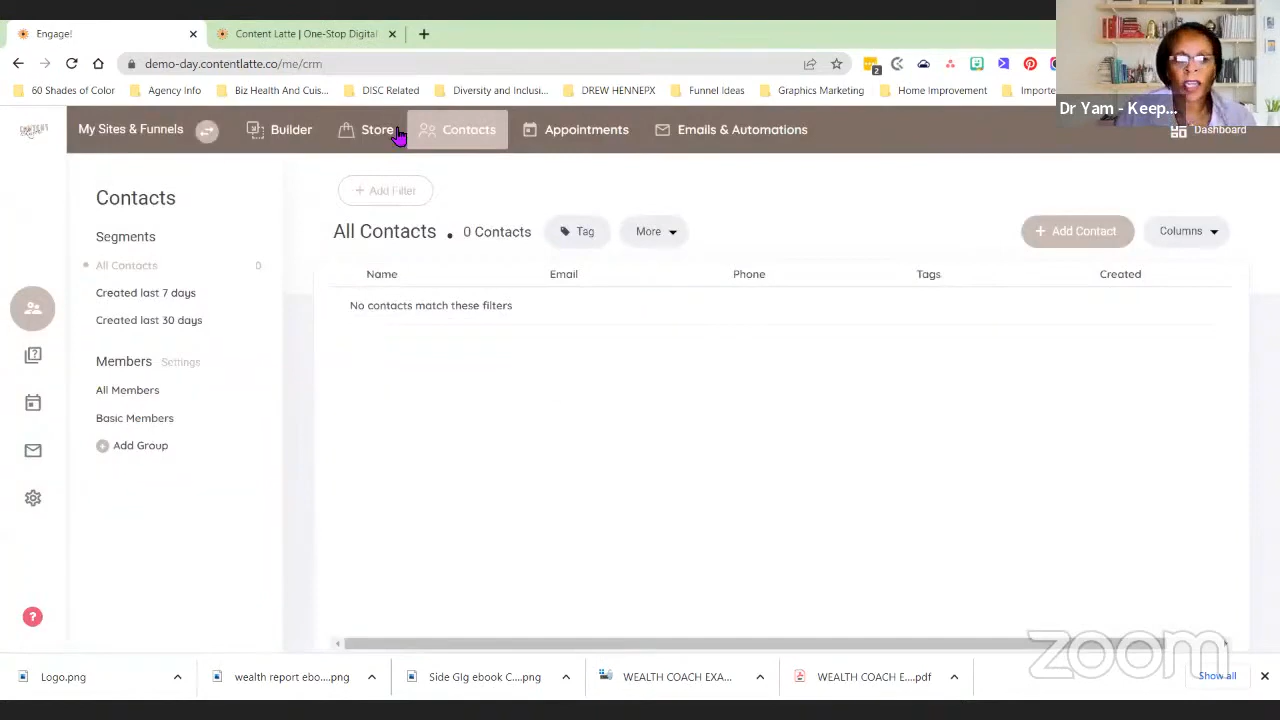 Engage!
Content Latte | One-Stop Digital
demo-day.contentlatte.co/me/crm
2
60 Shades of Color
Agency Info
Biz Health And Cuis...
DISC Related
Diversity and Inclusi...
DREW HENNEPX
Funnel Ideas
Graphics Marketing
Home Improvement
Importe
Dr Yam - Keep...
My Sites & Funnels
Builder
Store
Contacts
Appointments
Emails & Automations
Dashboard
Contacts
Segments
All Contacts 0
Created last 7 days
Created last 30 days
Members Settings
All Members
Basic Members
Add Group
+ Add Filter
All Contacts • 0 Contacts
Tag
More
+ Add Contact
Columns
Name Email Phone Tags Created
No contacts match these filters
?
zoom
Logo.png
wealth report ebo....png
Side Gig ebook C....png
WEALTH COACH EXA...
WEALTH COACH E....pdf
Show all